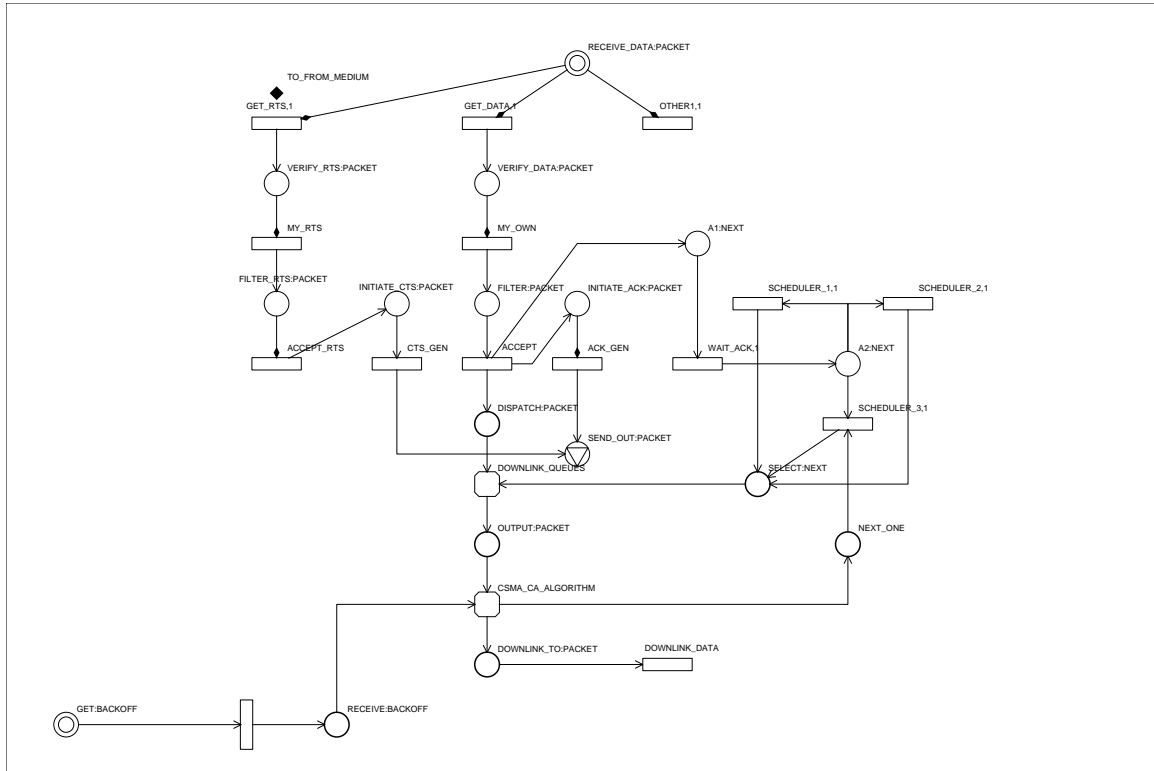 RECEIVE_DATA:PACKET
TO_FROM_MEDIUM
GET_RTS,1
GET_DATA,1
OTHER1,1
VERIFY_RTS:PACKET
VERIFY_DATA:PACKET
MY_RTS
MY_OWN
A1:NEXT
FILTER_RTS:PACKET
INITIATE_CTS:PACKET
FILTER:PACKET
INITIATE_ACK:PACKET
SCHEDULER_1,1
SCHEDULER_2,1
ACCEPT_RTS
CTS_GEN
ACCEPT
ACK_GEN
WAIT_ACK,1
A2:NEXT
DISPATCH:PACKET
SCHEDULER_3,1
SEND_OUT:PACKET
DOWNLINK_QUEUES
SELECT:NEXT
OUTPUT:PACKET
NEXT_ONE
CSMA_CA_ALGORITHM
DOWNLINK_TO:PACKET
DOWNLINK_DATA
GET:BACKOFF
RECEIVE:BACKOFF